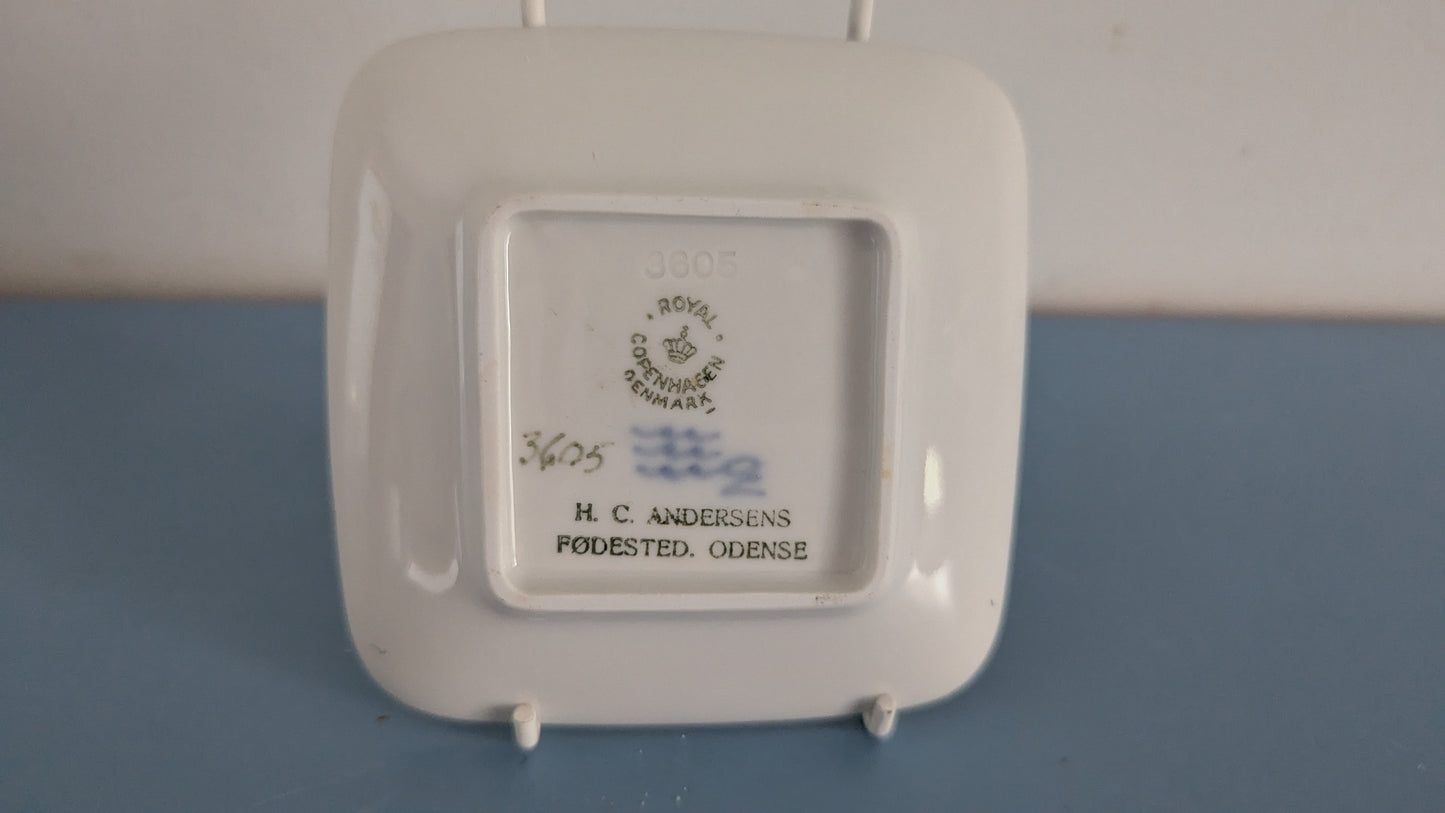 3605
ROYAL
COPENHAGEN
DENMARK
3605
H. C. ANDERSENS
FØDESTED. ODENSE